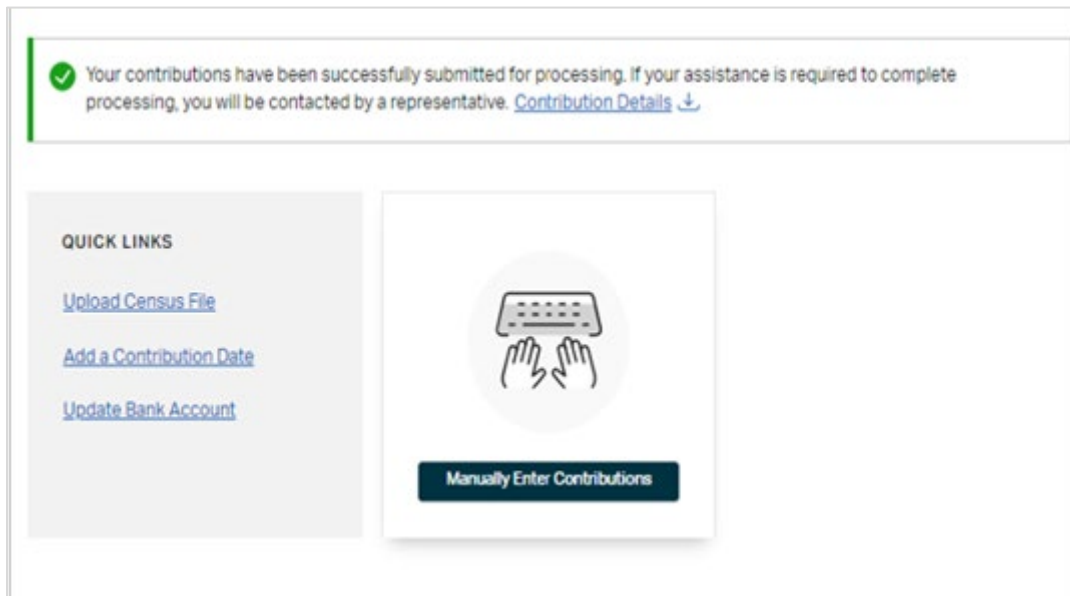 Your contributions have been successfully submitted for processing. If your assistance is required to complete
processing, you will be contacted by a representative. Contribution Details
QUICK LINKS
Upload Census File
Add a Contribution Date
Update Bank Account
Manually Enter Contributions